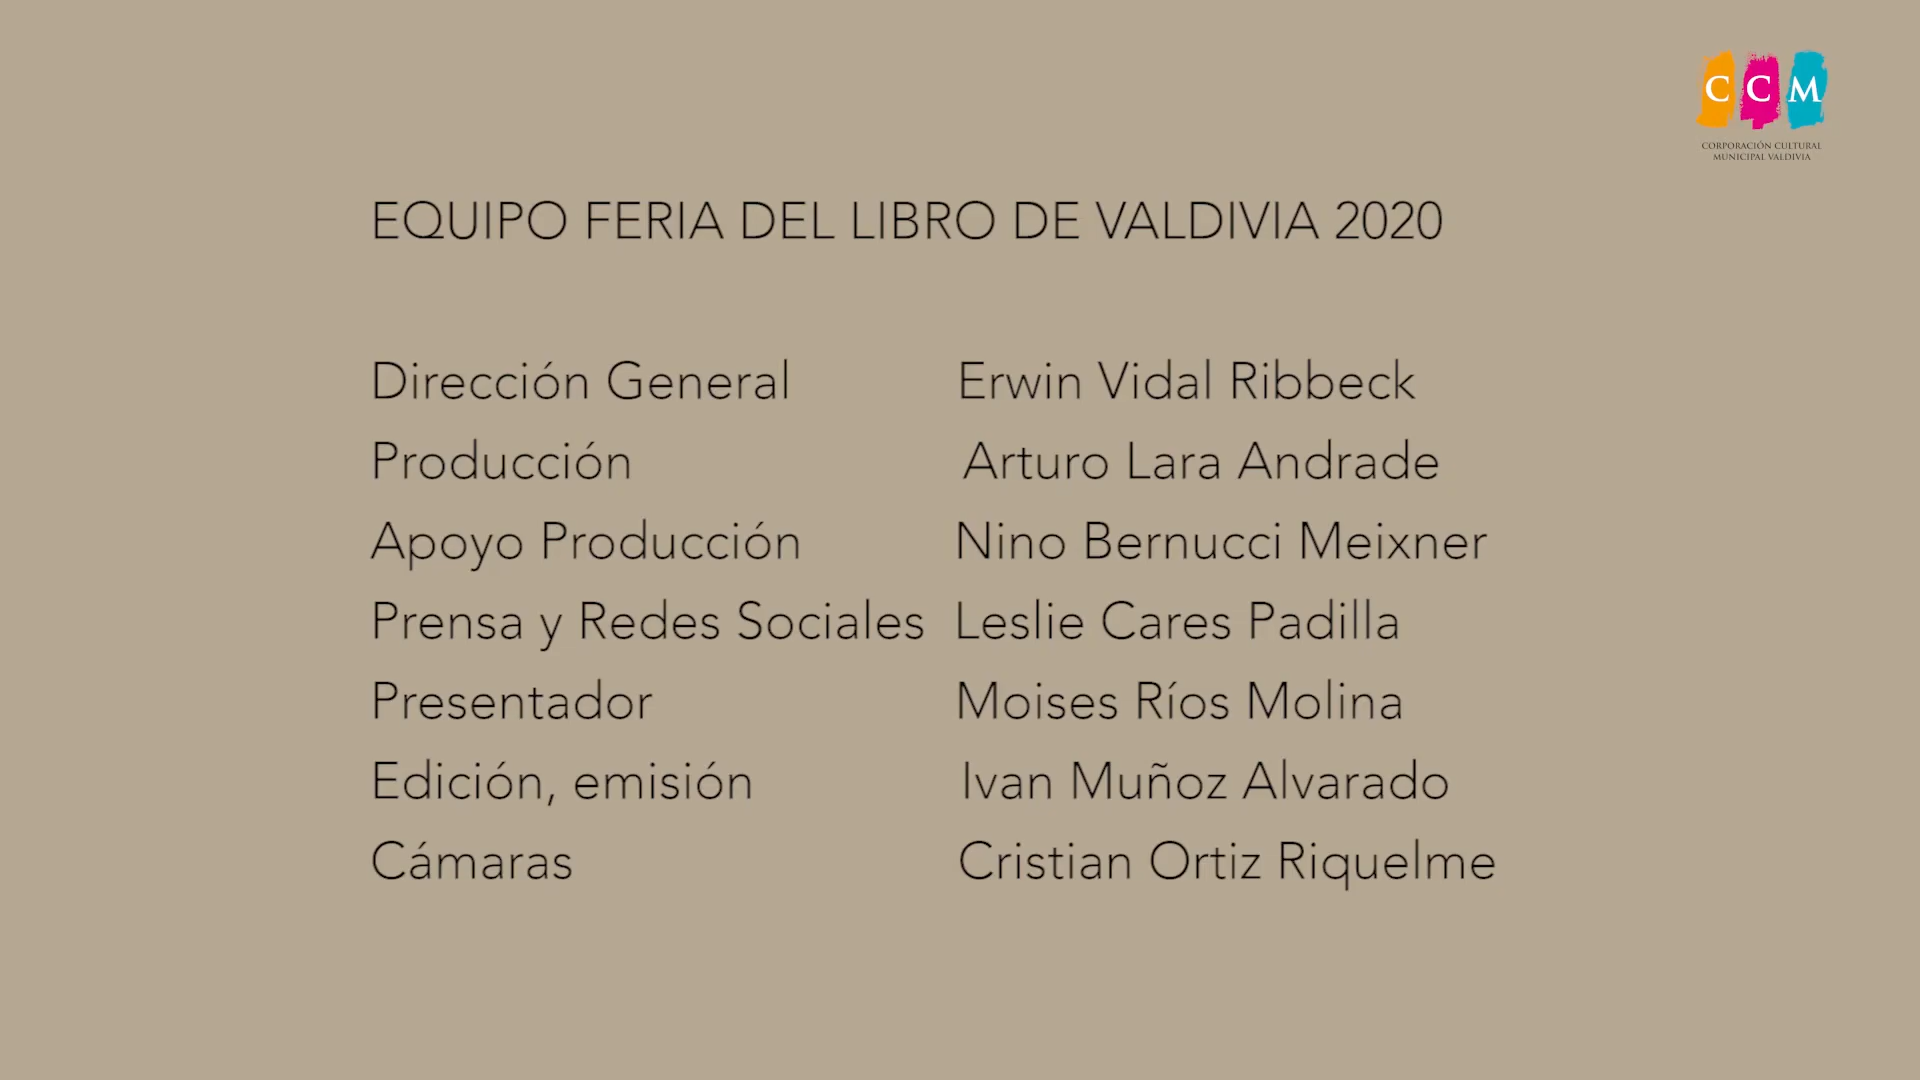 CCM
CORPORACIÓN CULTURAL
MUNICIPAL VALDIVIA
EQUIPO FERIA DEL LIBRO DE VALDIVIA 2020
Dirección General Erwin Vidal Ribbeck
Producción Arturo Lara Andrade
Apoyo Producción Nino Bernucci Meixner
Prensa y Redes Sociales Leslie Cares Padilla
Presentador Moises Ríos Molina
Edición, emisión Ivan Muñoz Alvarado
Cámaras Cristian Ortiz Riquelme